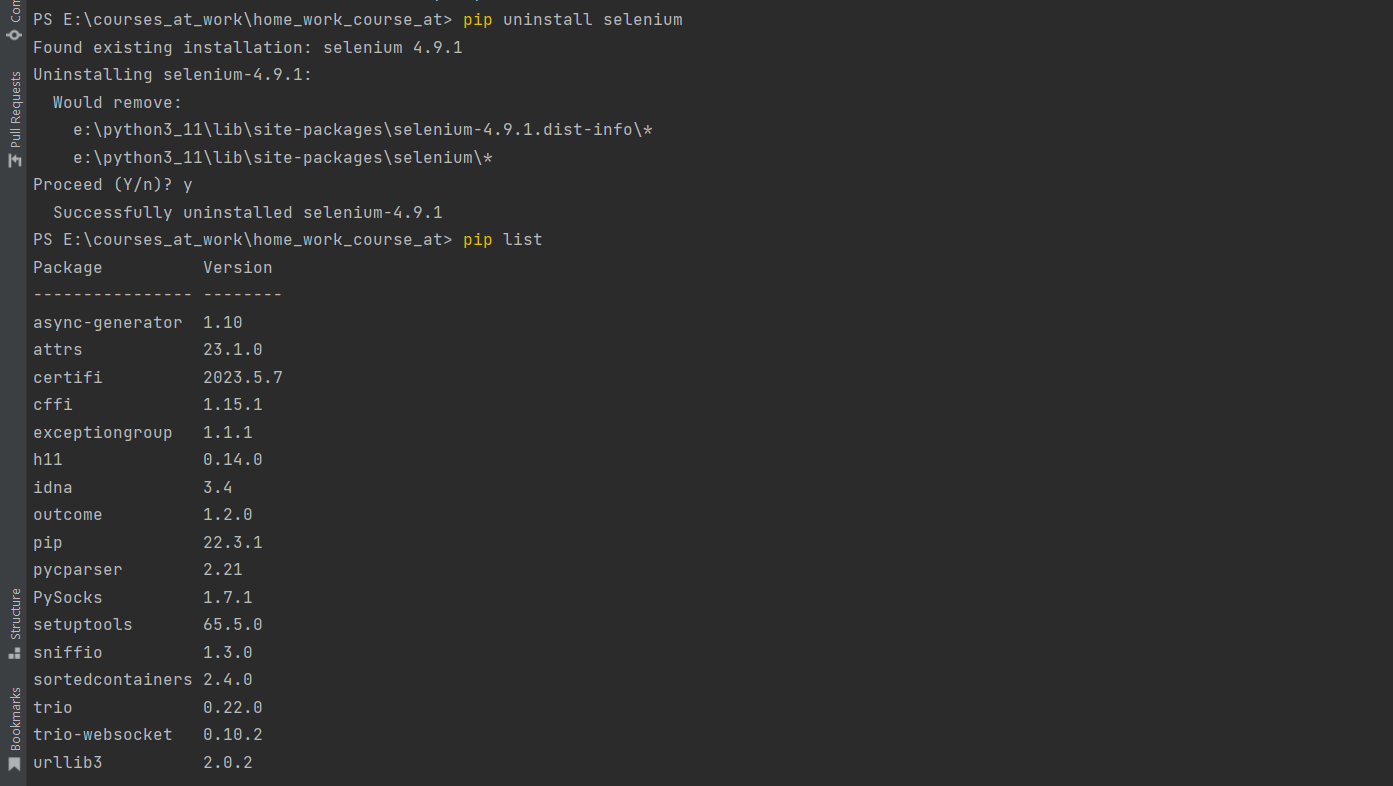 PS E:\courses_at_work\home_work_course_at> pip uninstall selenium
Found existing installation: selenium 4.9.1
Uninstalling selenium-4.9.1:
  Would remove:
    e:\python3_11\lib\site-packages\selenium-4.9.1.dist-info\*
    e:\python3_11\lib\site-packages\selenium\*
Proceed (Y/n)? y
  Successfully uninstalled selenium-4.9.1
PS E:\courses_at_work\home_work_course_at> pip list
Package          Version
---------------- --------
async-generator  1.10
attrs            23.1.0
certifi          2023.5.7
cffi             1.15.1
exceptiongroup   1.1.1
h11              0.14.0
idna             3.4
outcome          1.2.0
pip              22.3.1
pycparser        2.21
PySocks          1.7.1
setuptools       65.5.0
sniffio          1.3.0
sortedcontainers 2.4.0
trio             0.22.0
trio-websocket   0.10.2
urllib3          2.0.2
Pull Requests
Structure
Bookmarks